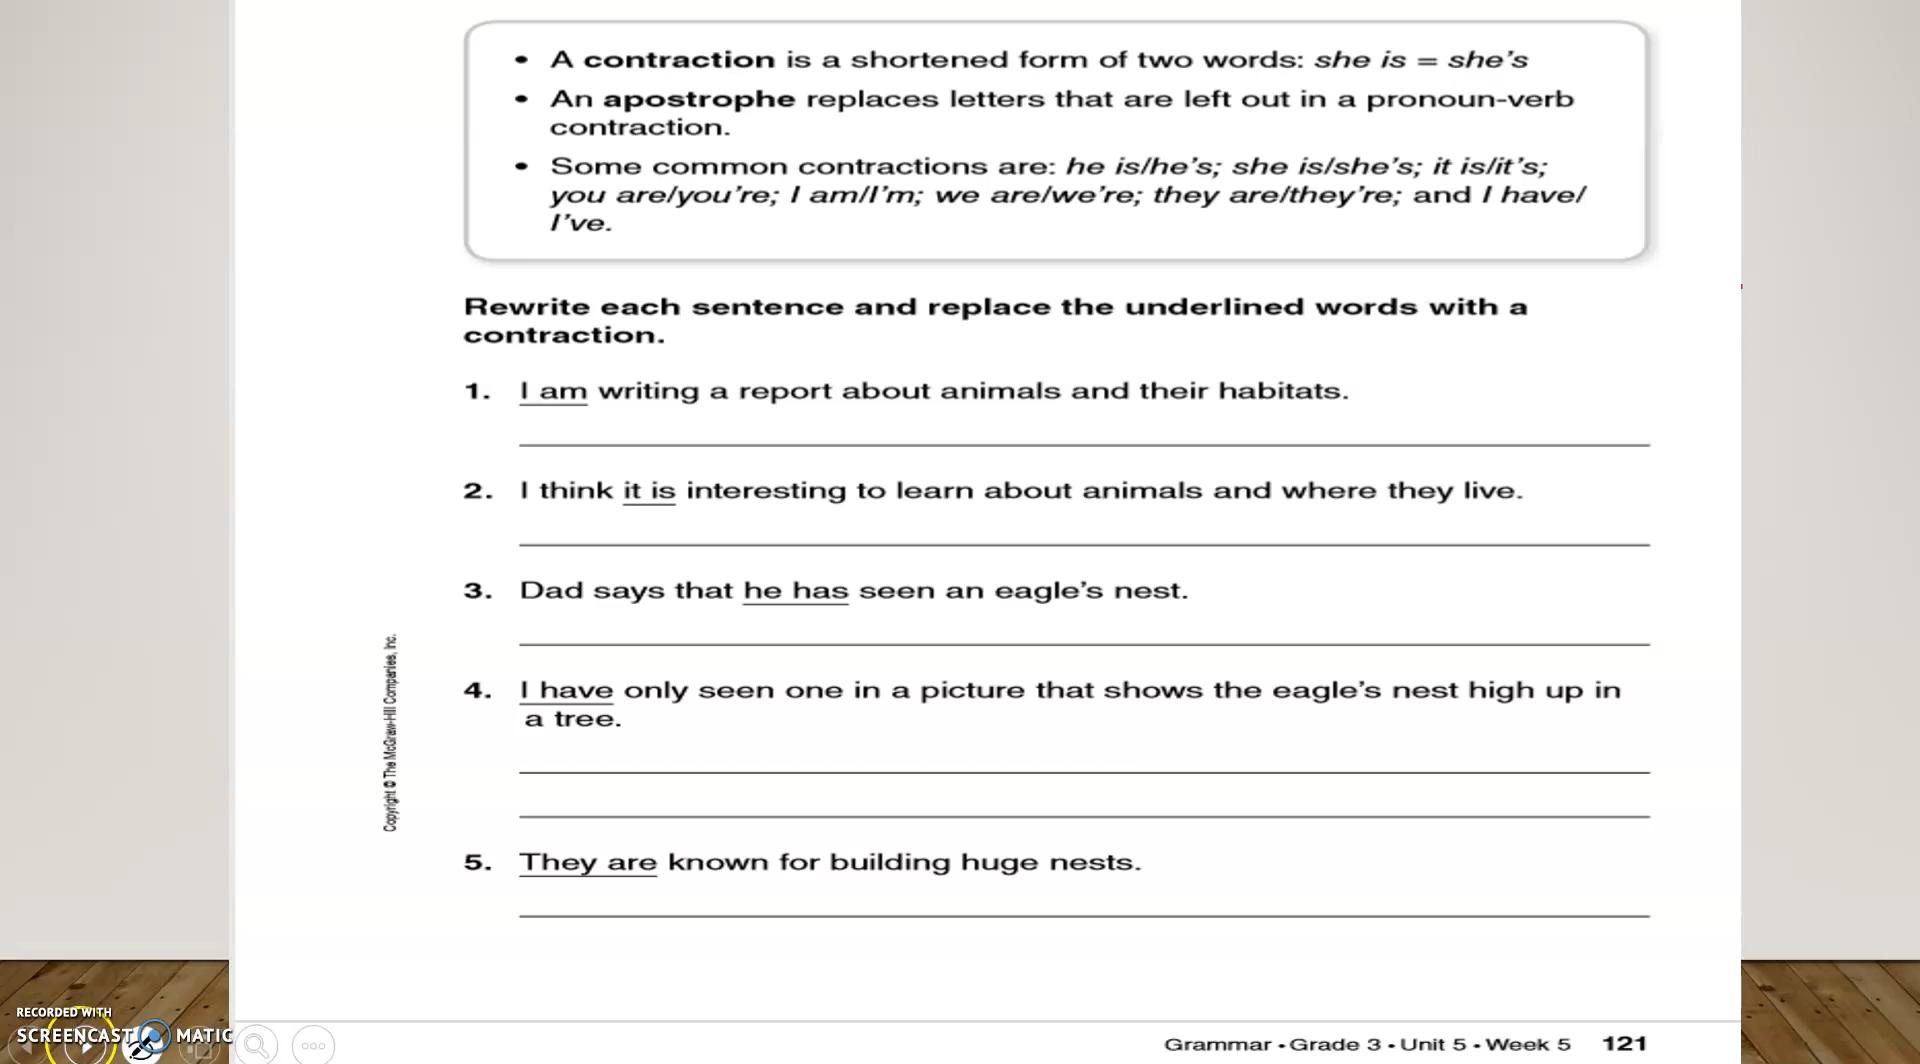 • A contraction is a shortened form of two words: she is = she’s
• An apostrophe replaces letters that are left out in a pronoun-verb
contraction.
• Some common contractions are: he is/he’s; she is/she’s; it is/it’s;
you are/you’re; I am/I’m; we are/we’re; they are/they’re; and I have/
I’ve.
Rewrite each sentence and replace the underlined words with a
contraction.
1. I am writing a report about animals and their habitats.
2. I think it is interesting to learn about animals and where they live.
3. Dad says that he has seen an eagle’s nest.
4. I have only seen one in a picture that shows the eagle’s nest high up in
a tree.
5. They are known for building huge nests.
Copyright © The McGraw-Hill Companies, Inc.
Grammar • Grade 3 • Unit 5 • Week 5 121
RECORDED WITH
SCREENCAST MATIC